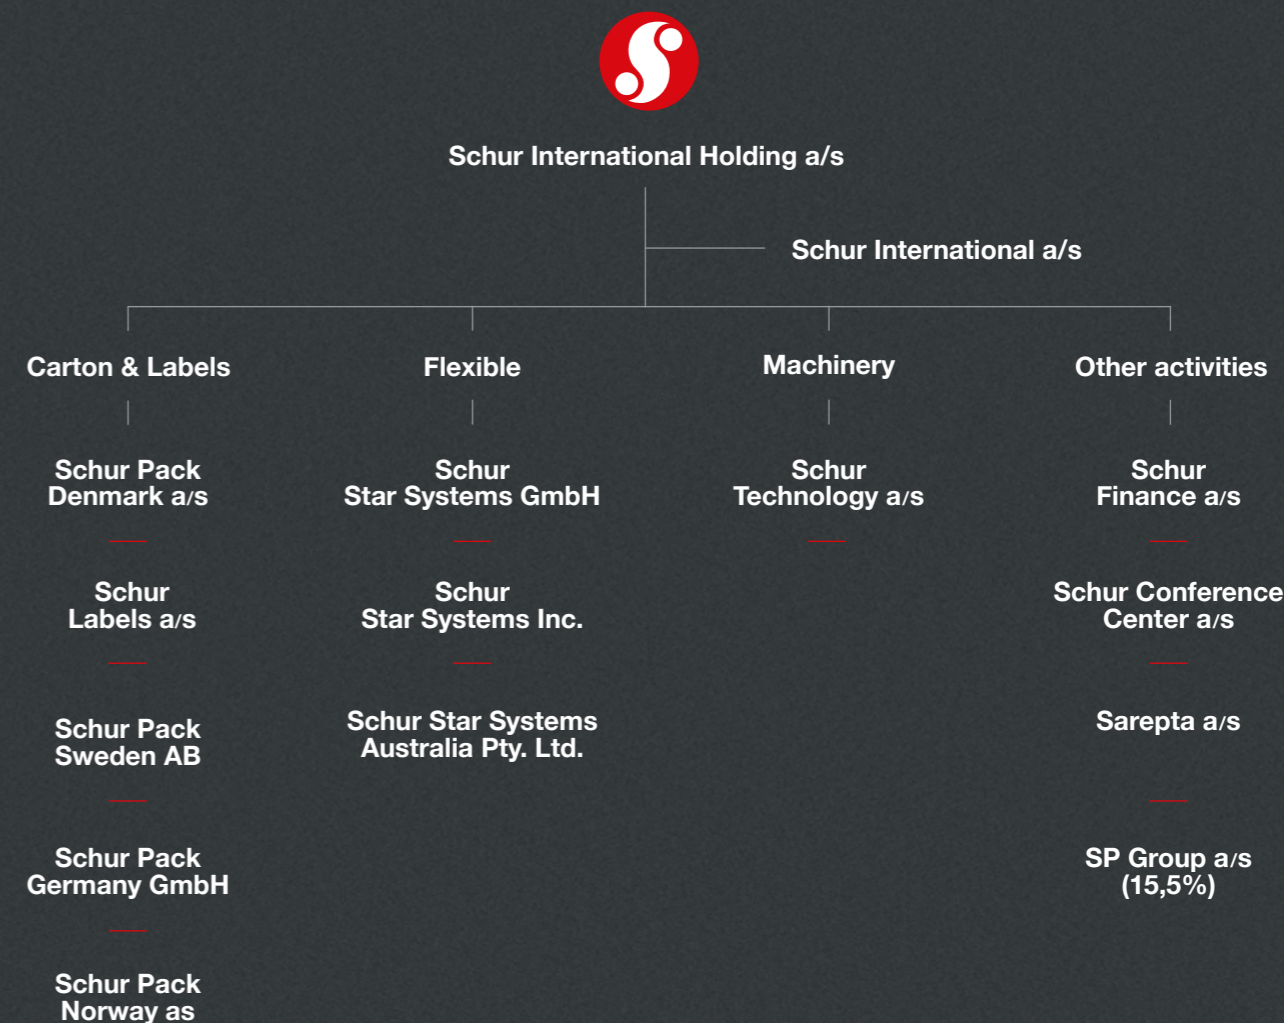 Schur International Holding a/s
Schur International a/s
Carton & Labels
Flexible
Machinery
Other activities
Schur Pack
Denmark a/s
Schur
Labels a/s
Schur Pack
Sweden AB
Schur Pack
Germany GmbH
Schur Pack
Norway as
Schur
Star Systems GmbH
Schur
Star Systems Inc.
Schur Star Systems
Australia Pty. Ltd.
Schur
Technology a/s
Schur
Finance a/s
Schur Conference
Center a/s
Sarepta a/s
SP Group a/s
(15,5%)